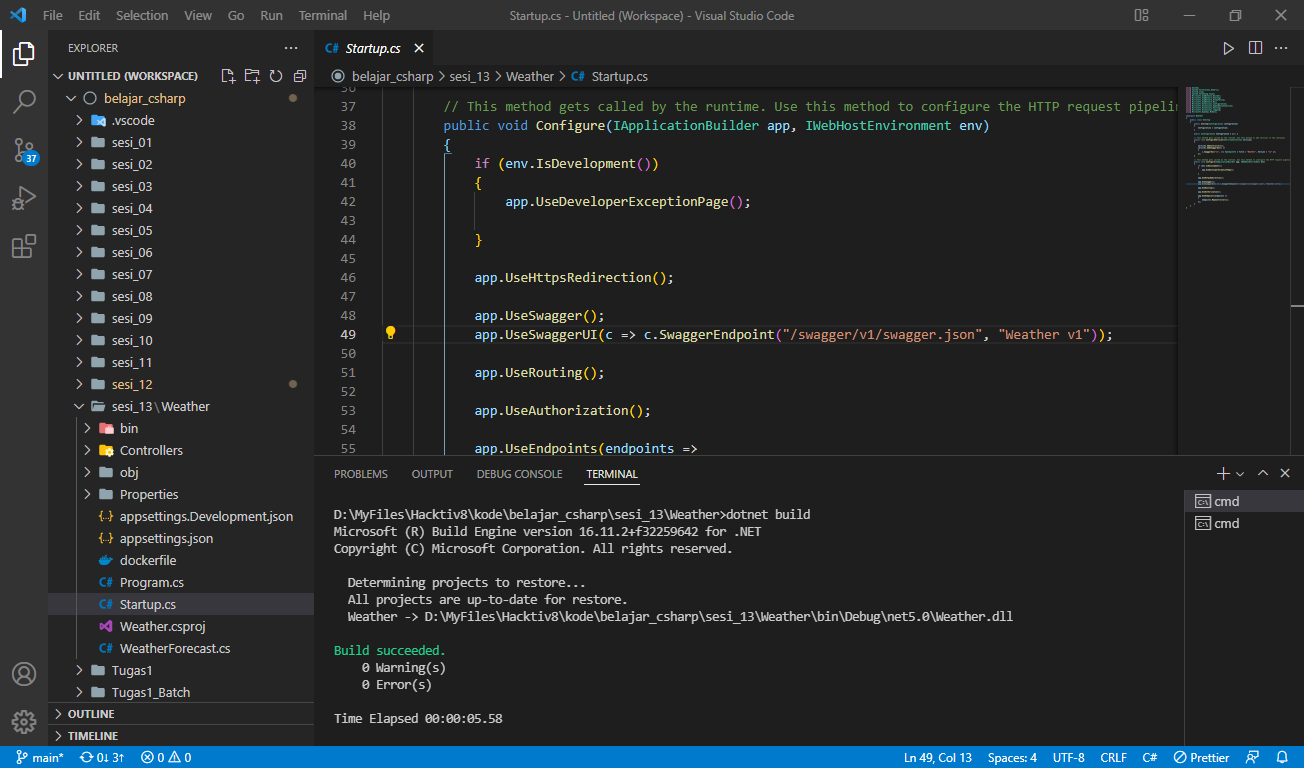 File Edit Selection View Go Run Terminal Help Startup.cs - Untitled (Workspace) - Visual Studio Code
EXPLORER
UNTITLED (WORKSPACE)
belajar_csharp
.vscode
sesi_01
sesi_02
sesi_03
sesi_04
sesi_05
sesi_06
sesi_07
sesi_08
sesi_09
sesi_10
sesi_11
sesi_12
sesi_13\Weather
bin
Controllers
obj
Properties
{..} appsettings.Development.json
{..} appsettings.json
dockerfile
C# Program.cs
C# Startup.cs
Weather.csproj
C# WeatherForecast.cs
Tugas1
Tugas1_Batch
OUTLINE
TIMELINE
37
C# Startup.cs
belajar_csharp > sesi_13 > Weather > C# Startup.cs
36
37 // This method gets called by the runtime. Use this method to configure the HTTP request pipelin
38 public void Configure(IApplicationBuilder app, IWebHostEnvironment env)
39 {
40 if (env.IsDevelopment())
41 {
42 app.UseDeveloperExceptionPage();
43
44 }
45
46 app.UseHttpsRedirection();
47
48 app.UseSwagger();
49 app.UseSwaggerUI(c => c.SwaggerEndpoint("/swagger/v1/swagger.json", "Weather v1"));
50
51 app.UseRouting();
52
53 app.UseAuthorization();
54
55 app.UseEndpoints(endpoints =>
PROBLEMS OUTPUT DEBUG CONSOLE TERMINAL
D:\MyFiles\Hacktiv8\kode\belajar_csharp\sesi_13\Weather>dotnet build
Microsoft (R) Build Engine version 16.11.2+f32259642 for .NET
Copyright (C) Microsoft Corporation. All rights reserved.
Determining projects to restore...
All projects are up-to-date for restore.
Weather -> D:\MyFiles\Hacktiv8\kode\belajar_csharp\sesi_13\Weather\bin\Debug\net5.0\Weather.dll
Build succeeded.
0 Warning(s)
0 Error(s)
Time Elapsed 00:00:05.58
cmd
cmd
main* 0↓ 3↑ 0 0 Ln 49, Col 13 Spaces: 4 UTF-8 CRLF C# Prettier